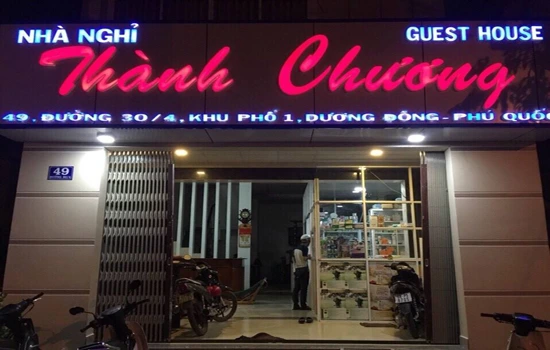 NHÀ NGHỈ
GUEST HOUSE
Thành Chương
49, ĐƯỜNG 30/4, KHU PHỐ 1, DƯƠNG ĐÔNG - PHÚ QUỐC
49